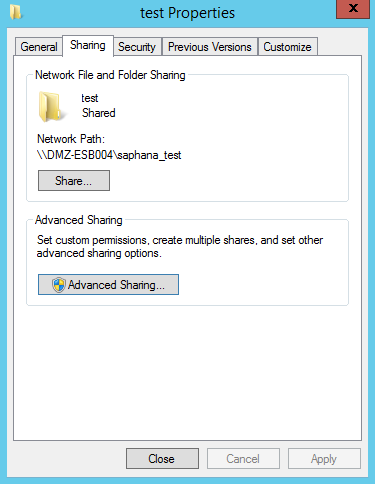 test Properties
x
General Sharing Security Previous Versions Customize
Network File and Folder Sharing
test
Shared
Network Path:
\\DMZ-ESB004\saphana_test
Share...
Advanced Sharing
Set custom permissions, create multiple shares, and set other
advanced sharing options.
Advanced Sharing...
Close Cancel Apply